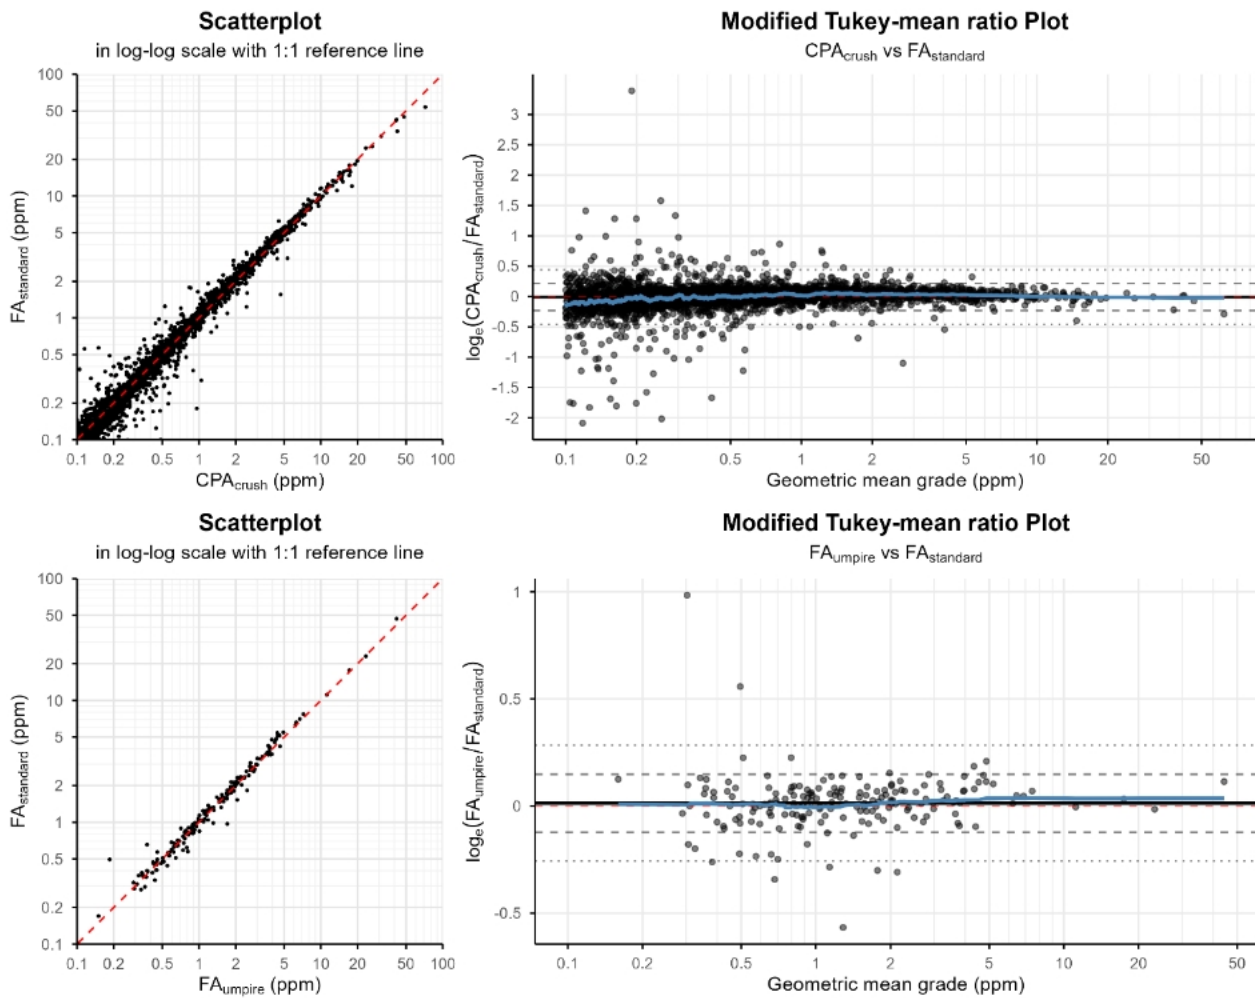 Scatterplot
in log-log scale with 1:1 reference line
100
50
20
10
5
2
1
0.5
0.2
0.1
FAstandard (ppm)
0.1 0.2 0.5 1 2 5 10 20 50 100
CPAcrush (ppm)
Modified Tukey-mean ratio Plot
CPAcrush vs FAstandard
3
2.5
2
1.5
1
0.5
0
-0.5
-1
-1.5
-2
loge(CPAcrush/FAstandard)
0.1 0.2 0.5 1 2 5 10 20 50
Geometric mean grade (ppm)
Scatterplot
in log-log scale with 1:1 reference line
100
50
20
10
5
2
1
0.5
0.2
0.1
FAstandard (ppm)
0.1 0.2 0.5 1 2 5 10 20 50 100
FAumpire (ppm)
Modified Tukey-mean ratio Plot
FAumpire vs FAstandard
1
0.5
0
-0.5
loge(FAumpire/FAstandard)
0.1 0.5 1 2 5 10 20 50
Geometric mean grade (ppm)